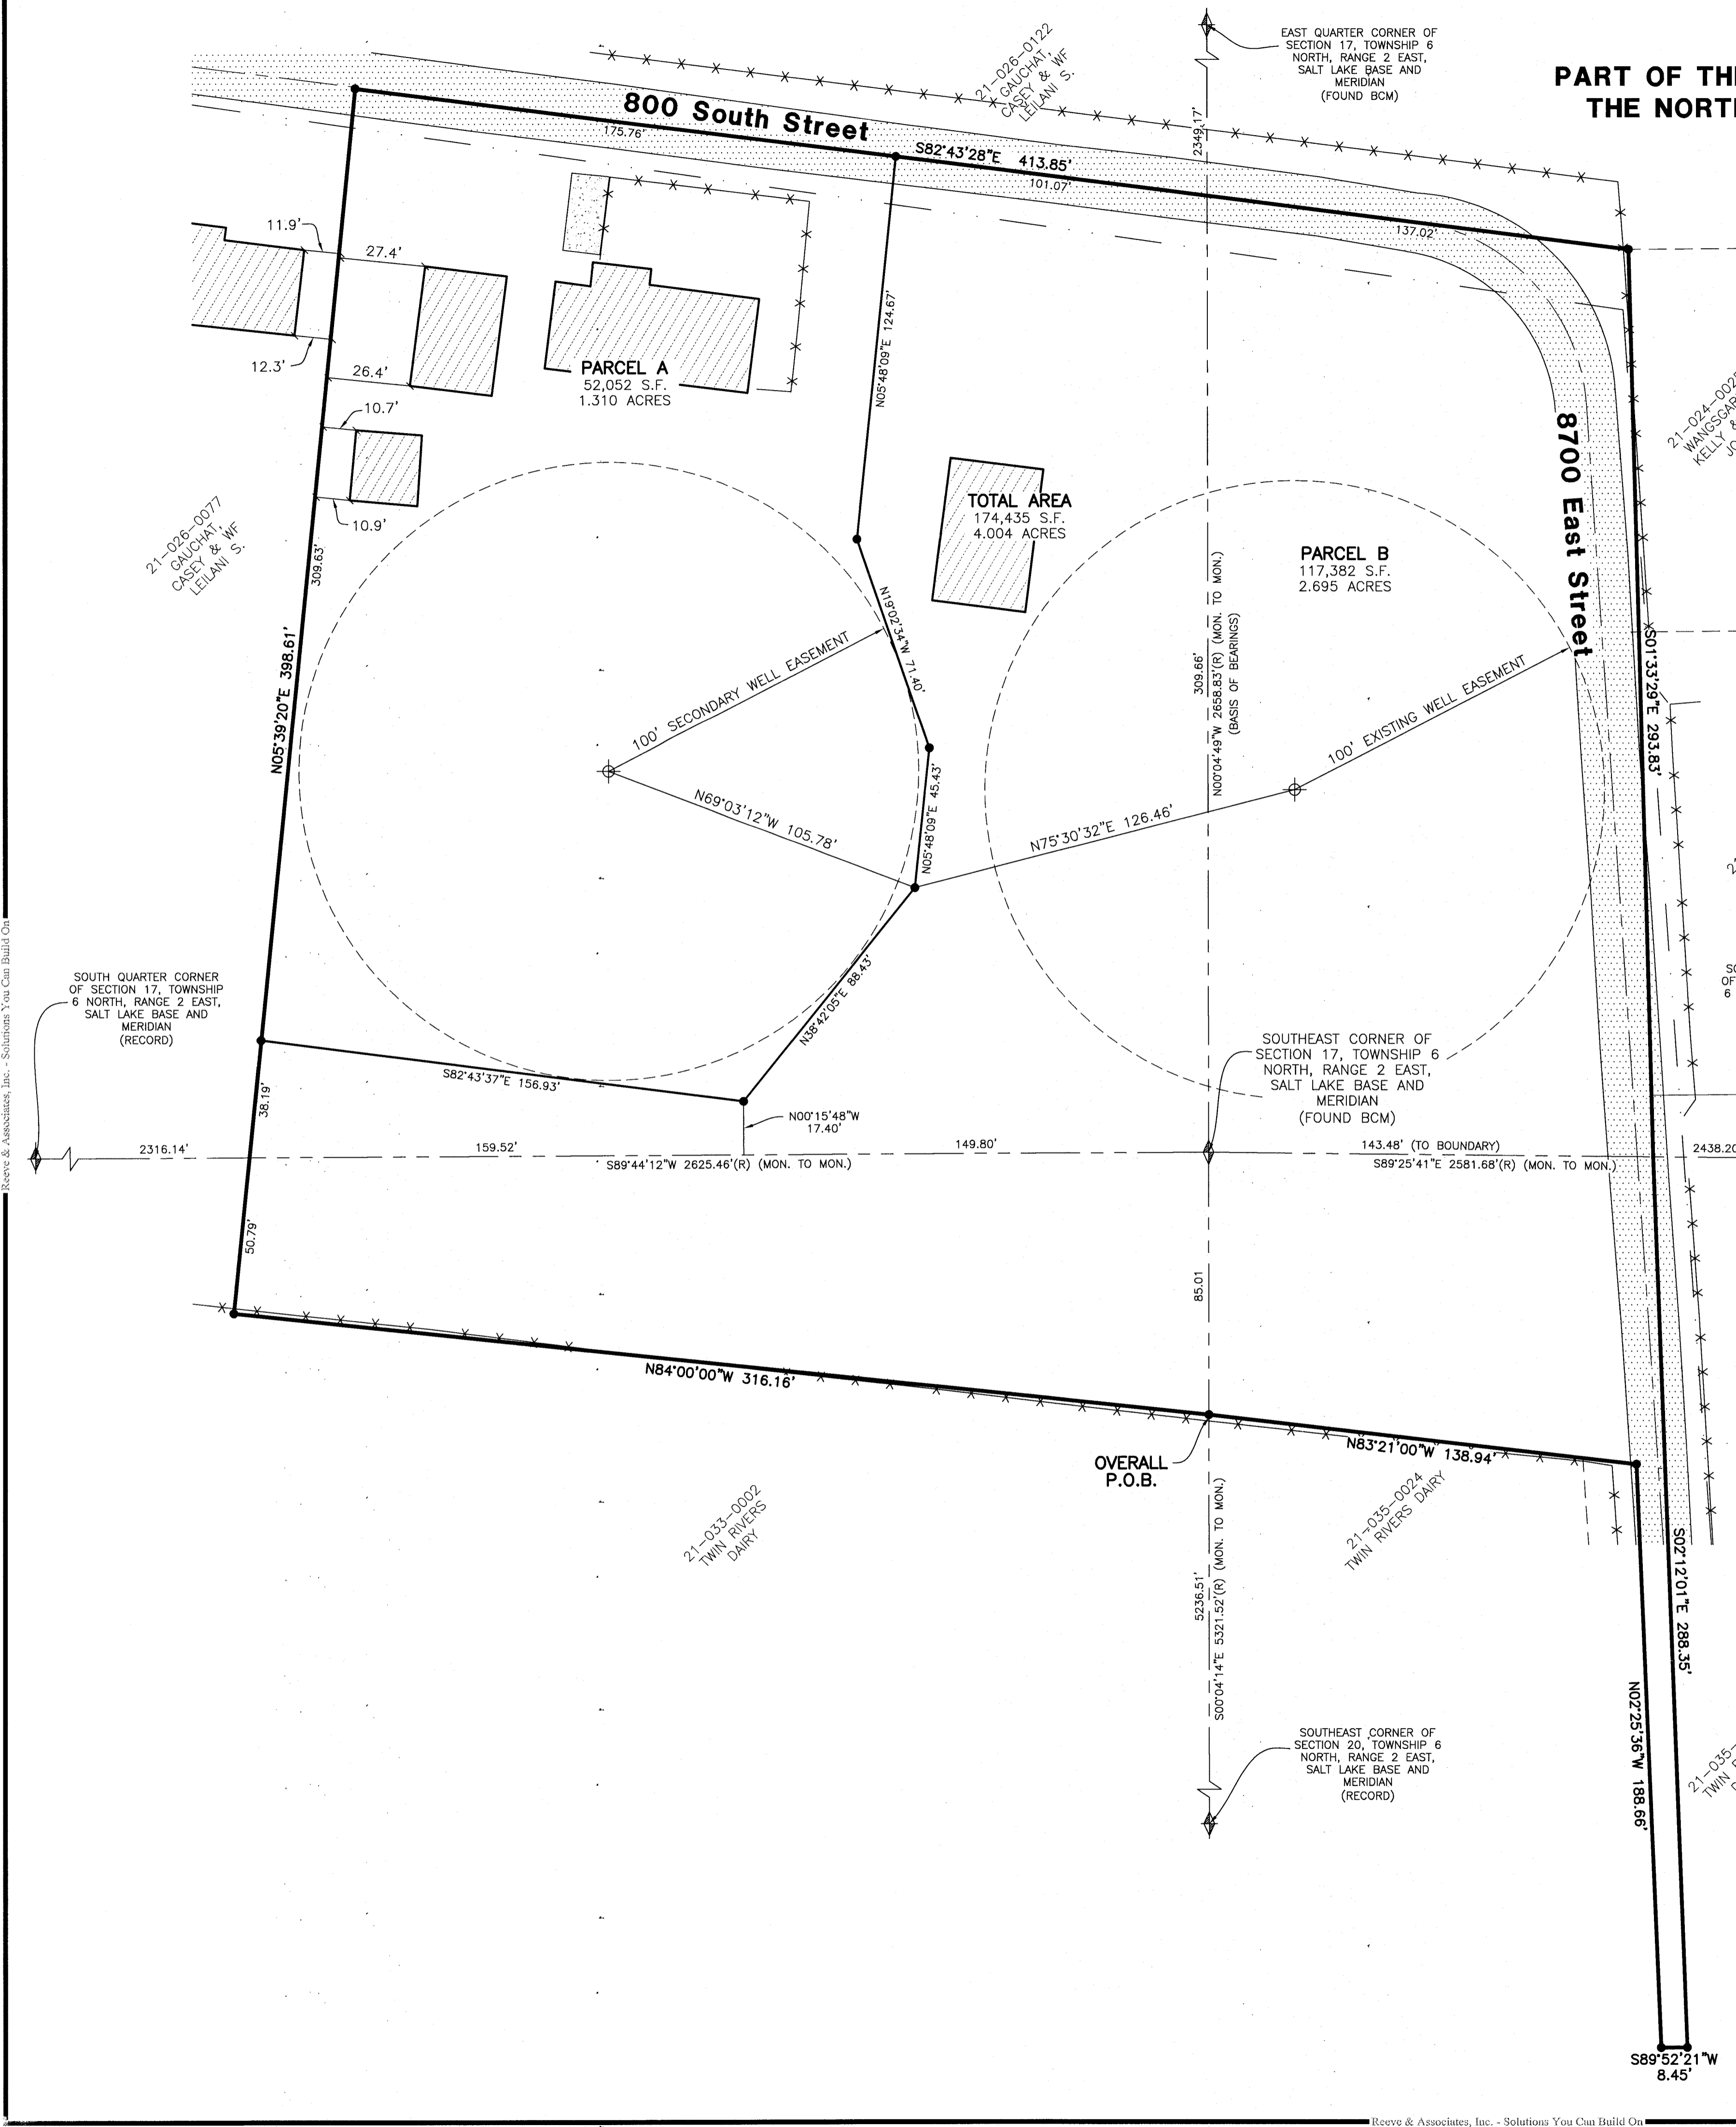 EAST QUARTER CORNER OF
SECTION 17, TOWNSHIP 6
NORTH, RANGE 2 EAST,
SALT LAKE BASE AND
MERIDIAN
(FOUND BCM)
PART OF TH
THE NORT
21-026-0122
GAUCHAT,
CASEY & WF
LEILANI S.
2349.17'
800 South Street
175.76'
S82°43'28"E 413.85'
101.07'
137.02'
11.9'
27.4'
12.3'
26.4'
10.7'
10.9'
PARCEL A
52,052 S.F.
1.310 ACRES
N05°48'09"E 124.67'
8700 East Street
WANGSGAR
KELLY &
TOTAL AREA
174,435 S.F.
4.004 ACRES
PARCEL B
117,382 S.F.
2.695 ACRES
21-026-0077
GAUCHAT,
CASEY & WF
LEILANI S.
309.63'
N05°39'20"E 398.61'
N19°02'34"W 71.40'
100' SECONDARY WELL EASEMENT
309.66'
N00°04'49"W 2658.83'(R) (MON. TO MON.)
(BASIS OF BEARINGS)
100' EXISTING WELL EASEMENT
S01°33'29"E 293.83'
N69°03'12"W 105.78'
N05°48'09"E 45.43'
N75°30'32"E 126.46'
N38°42'05"E 88.43'
SOUTH QUARTER CORNER
OF SECTION 17, TOWNSHIP
6 NORTH, RANGE 2 EAST,
SALT LAKE BASE AND
MERIDIAN
(RECORD)
SO
OF
6
SOUTHEAST CORNER OF
SECTION 17, TOWNSHIP 6
NORTH, RANGE 2 EAST,
SALT LAKE BASE AND
MERIDIAN
(FOUND BCM)
S82°43'37"E 156.93'
38.19'
N00°15'48"W
17.40'
2316.14'
159.52'
149.80'
143.48' (TO BOUNDARY)
2438.20
S89°44'12"W 2625.46'(R) (MON. TO MON.)
S89°25'41"E 2581.68'(R) (MON. TO MON.)
50.79'
85.01
N84°00'00"W 316.16'
OVERALL
P.O.B.
N83°21'00"W 138.94'
21-033-0002
TWIN RIVERS
DAIRY
21-035-0024
TWIN RIVERS DAIRY
5236.51'
S00°04'14"E 5321.52'(R) (MON. TO MON.)
S02°12'01"E 288.35'
N02°25'36"W 188.66'
SOUTHEAST CORNER OF
SECTION 20, TOWNSHIP 6
NORTH, RANGE 2 EAST,
SALT LAKE BASE AND
MERIDIAN
(RECORD)
21-035-
TWIN
S89°52'21"W
8.45'
Reeve & Associates, Inc. - Solutions You Can Build On
Reeve & Associates, Inc. - Solutions You Can Build On